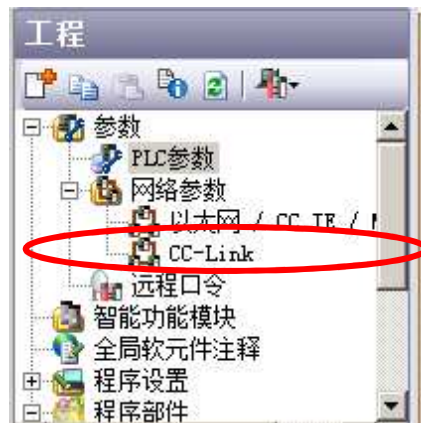 工程
参数
PLC参数
网络参数
以太网 / CC IE / M
CC-Link
远程口令
智能功能模块
全局软元件注释
程序设置
程序部件